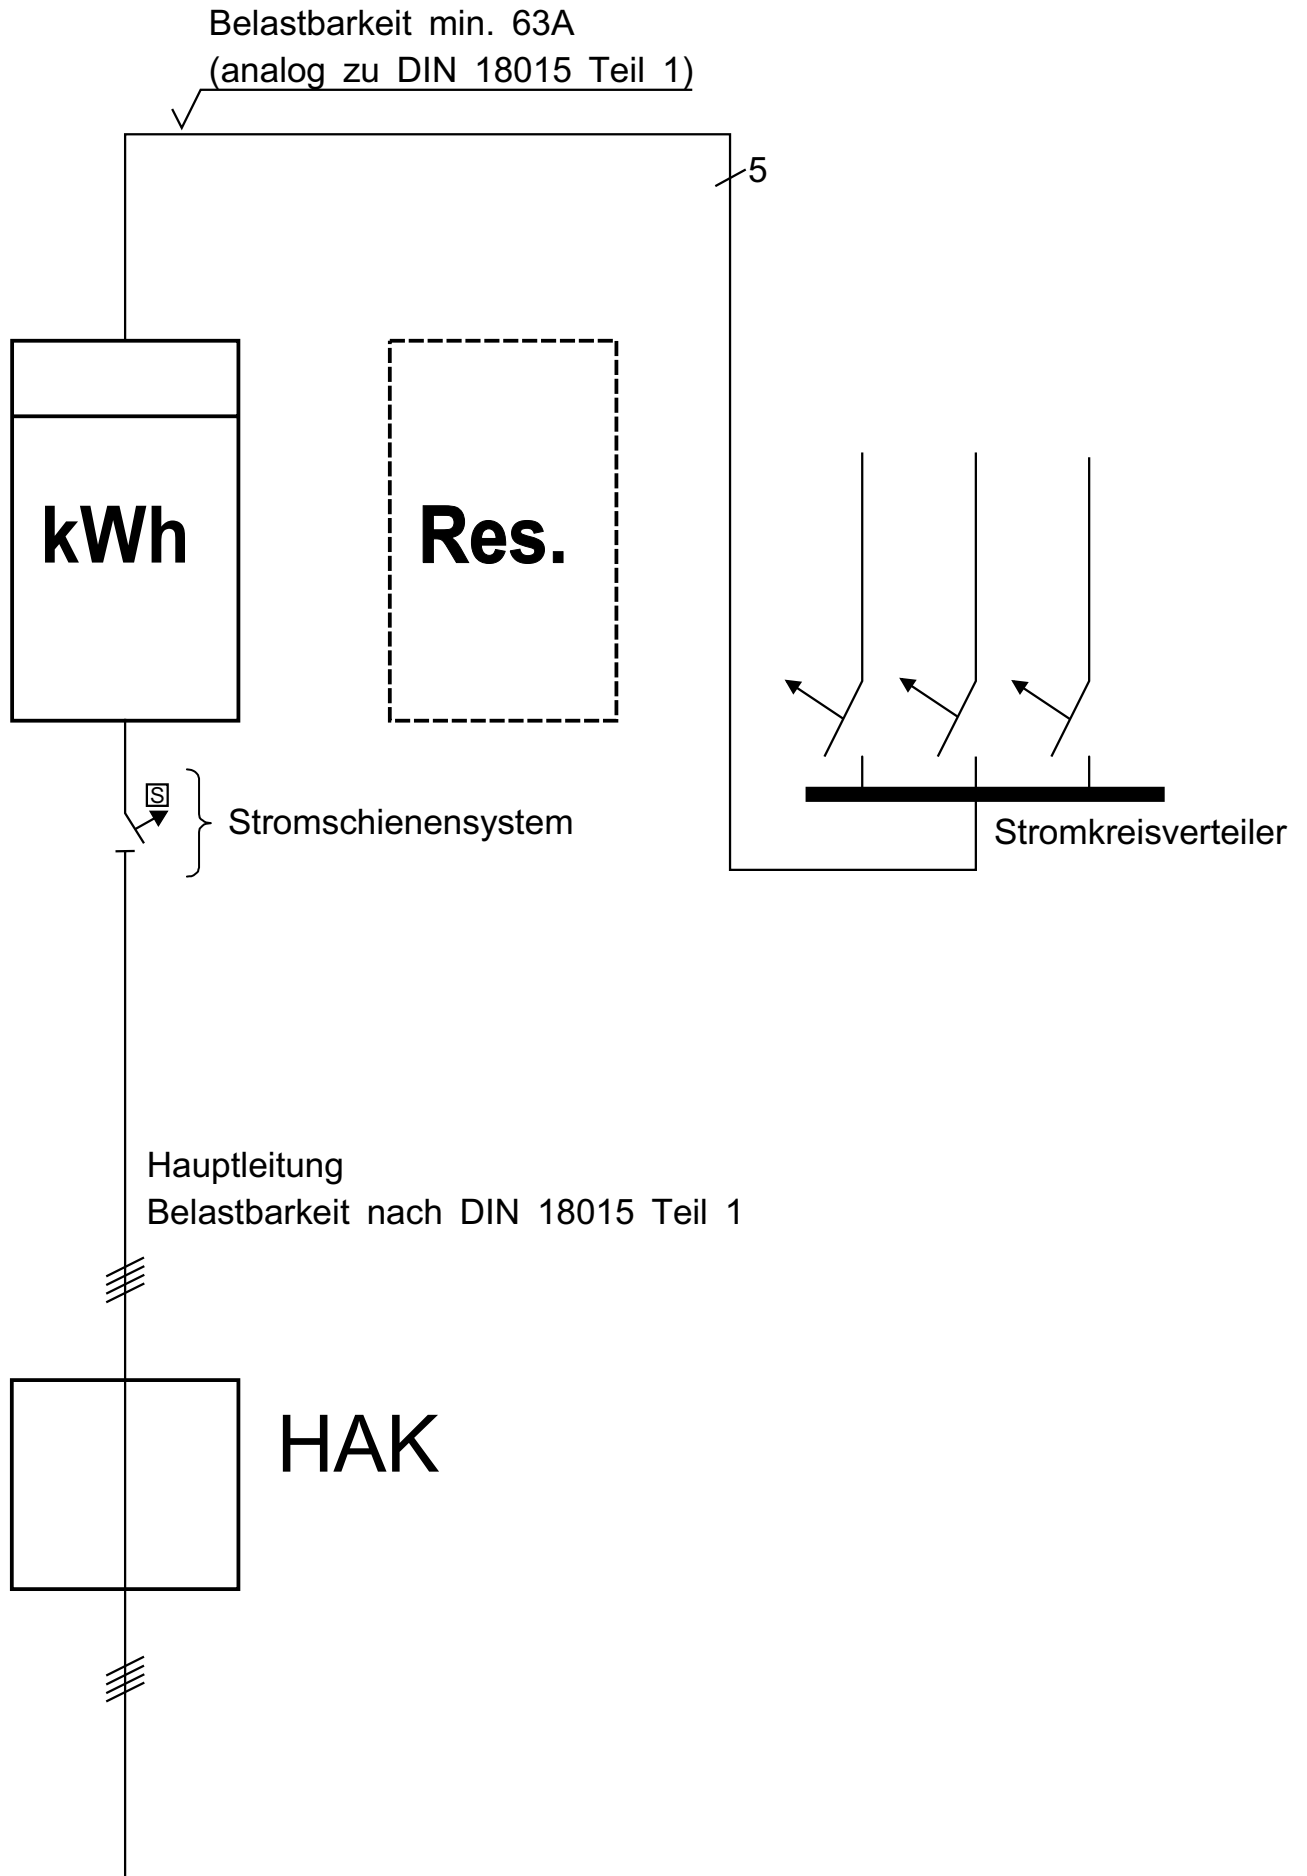 Belastbarkeit min. 63A
(analog zu DIN 18015 Teil 1)
5
kWh
Res.
S
Stromschienensystem
Stromkreisverteiler
Hauptleitung
Belastbarkeit nach DIN 18015 Teil 1
HAK